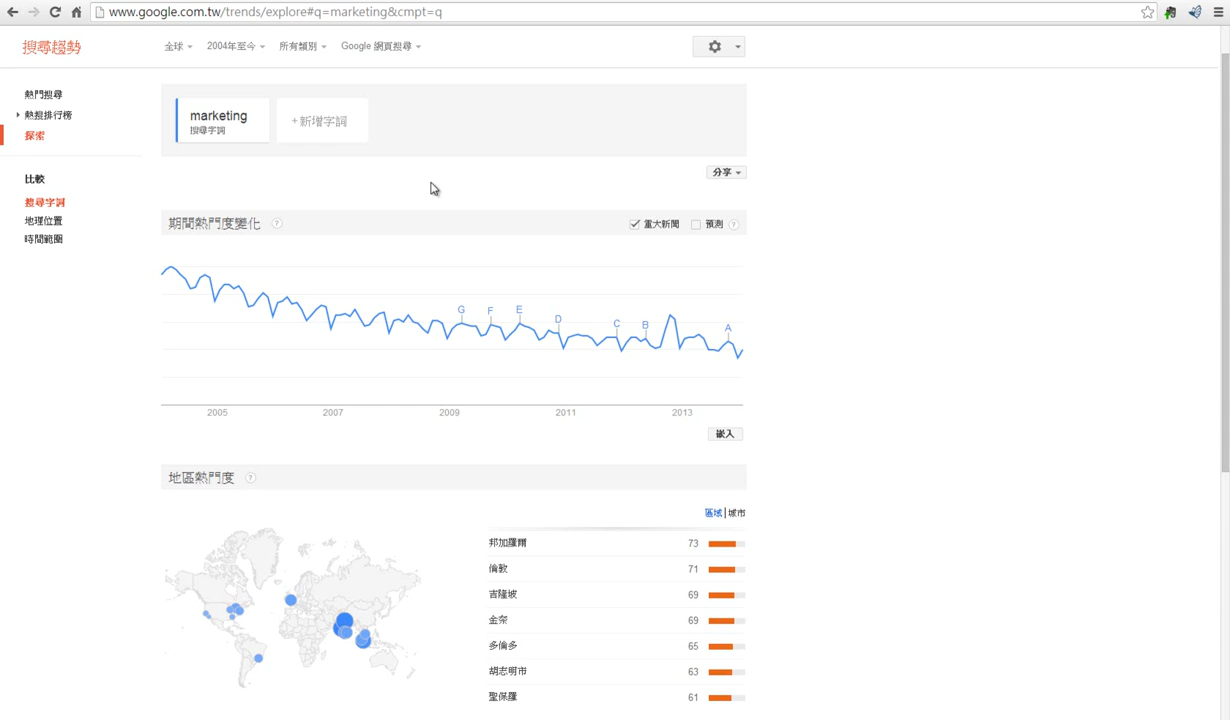 www.google.com.tw/trends/explore#q=marketing&cmpt=q
搜尋趨勢
全球 2004年至今 所有類別 Google 網頁搜尋
熱門搜尋
熱搜排行榜
探索
比較
搜尋字詞
地理位置
時間範圍
marketing
搜尋字詞
+新增字詞
分享
期間熱門度變化 ?
重大新聞 預測 ?
G F E D C B A
2005 2007 2009 2011 2013
嵌入
地區熱門度 ?
區域 | 城市
邦加羅爾 73
倫敦 71
吉隆坡 69
金奈 69
多倫多 65
胡志明市 63
聖保羅 61